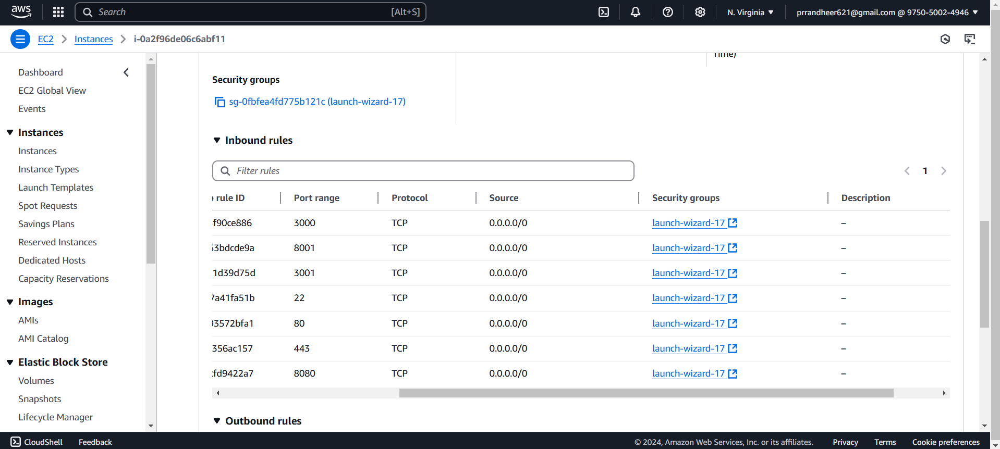 aws
Search [Alt+S]
N. Virginia
prrandheer621@gmail.com @ 9750-5002-4946
EC2 Instances i-0a2f96de06c6abf11
Time)
Dashboard
EC2 Global View
Events
Instances
Instances
Instance Types
Launch Templates
Spot Requests
Savings Plans
Reserved Instances
Dedicated Hosts
Capacity Reservations
Images
AMIs
AMI Catalog
Elastic Block Store
Volumes
Snapshots
Lifecycle Manager
Security groups
sg-0fbfea4fd775b121c (launch-wizard-17)
Inbound rules
Filter rules
1
rule ID Port range Protocol Source Security groups Description
f90ce886 3000 TCP 0.0.0.0/0 launch-wizard-17 –
3bdcde9a 8001 TCP 0.0.0.0/0 launch-wizard-17 –
1d39d75d 3001 TCP 0.0.0.0/0 launch-wizard-17 –
7a41fa51b 22 TCP 0.0.0.0/0 launch-wizard-17 –
3572bfa1 80 TCP 0.0.0.0/0 launch-wizard-17 –
356ac157 443 TCP 0.0.0.0/0 launch-wizard-17 –
fd9422a7 8080 TCP 0.0.0.0/0 launch-wizard-17 –
Outbound rules
CloudShell Feedback
© 2024, Amazon Web Services, Inc. or its affiliates. Privacy Terms Cookie preferences